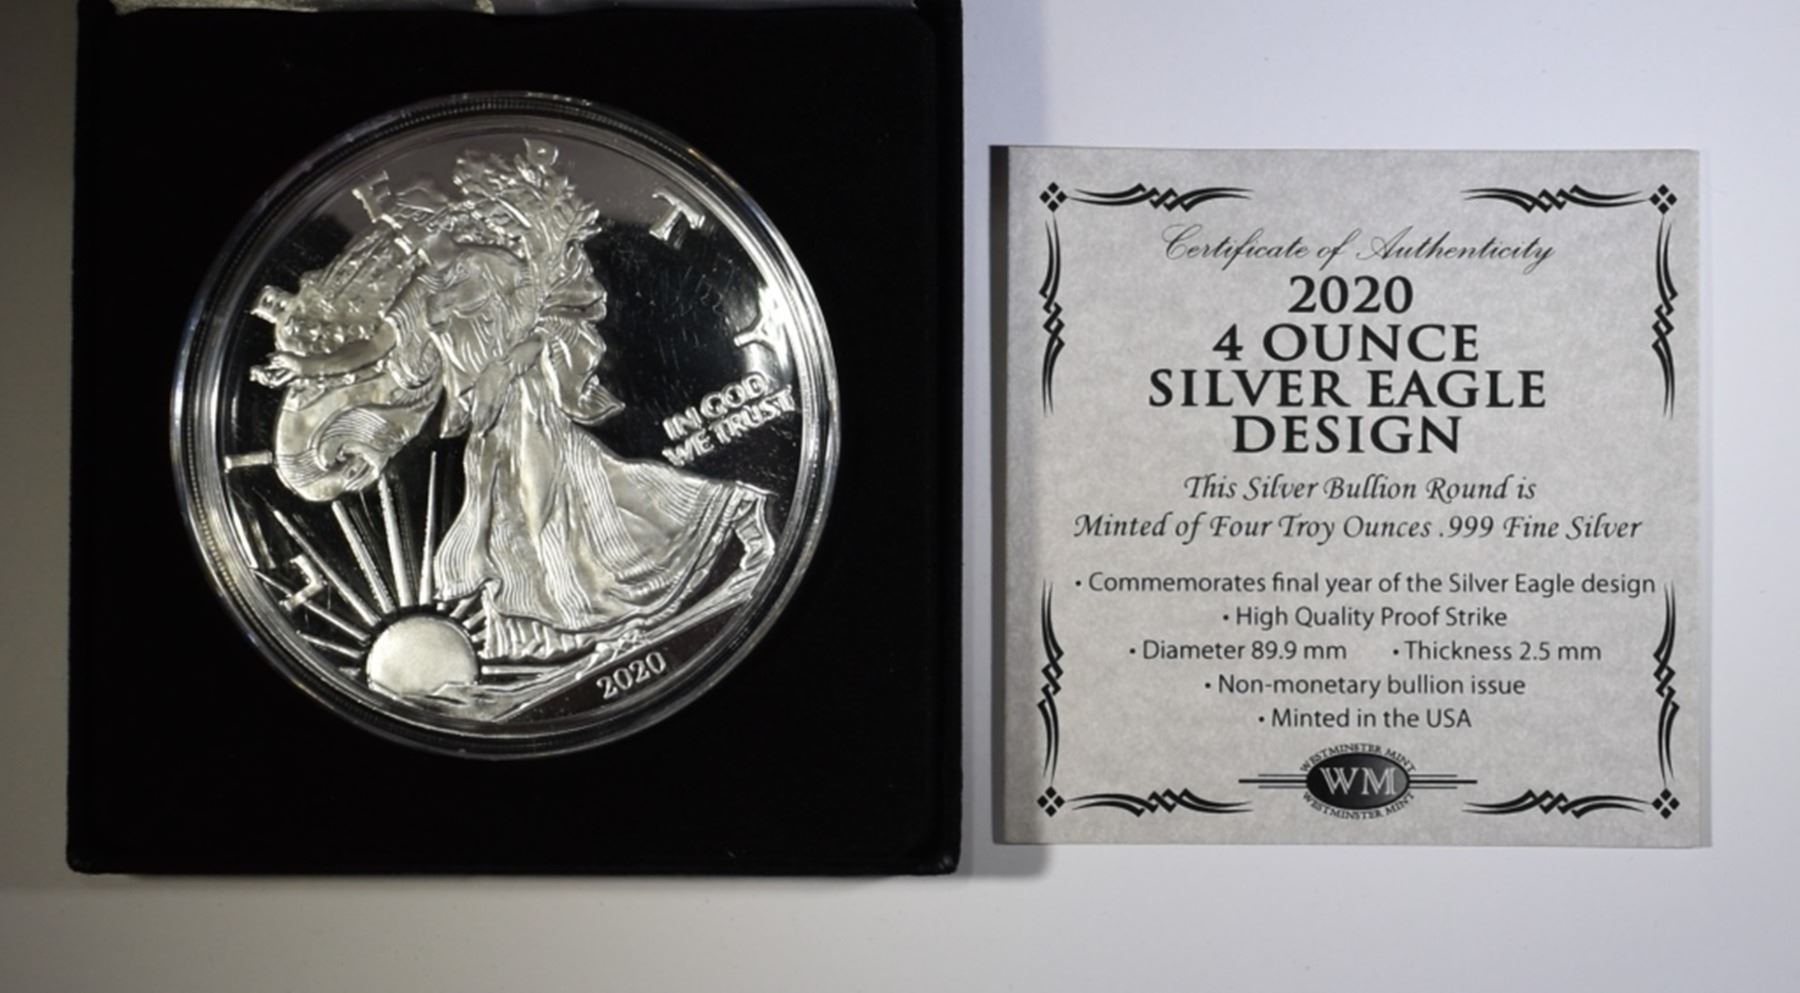 LIBERTY
IN GOD
WE TRUST
2020
Certificate of Authenticity
2020
4 OUNCE
SILVER EAGLE
DESIGN
This Silver Bullion Round is
Minted of Four Troy Ounces .999 Fine Silver
• Commemorates final year of the Silver Eagle design
• High Quality Proof Strike
• Diameter 89.9 mm • Thickness 2.5 mm
• Non-monetary bullion issue
• Minted in the USA
WESTMINSTER MINT
WM
WESTMINSTER MINT